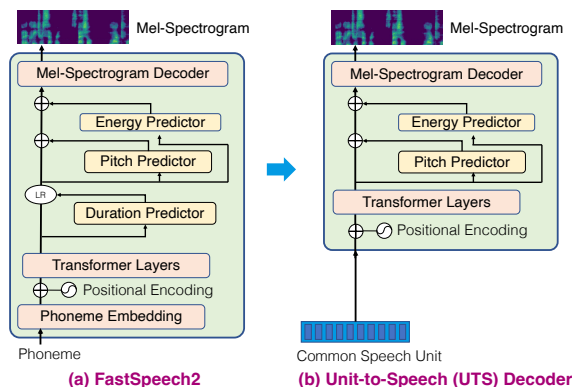 Mel-Spectrogram
Mel-Spectrogram Decoder
Energy Predictor
Pitch Predictor
LR
Duration Predictor
Transformer Layers
Positional Encoding
Phoneme Embedding
Phoneme
(a) FastSpeech2
Mel-Spectrogram
Mel-Spectrogram Decoder
Energy Predictor
Pitch Predictor
Transformer Layers
Positional Encoding
Common Speech Unit
(b) Unit-to-Speech (UTS) Decoder